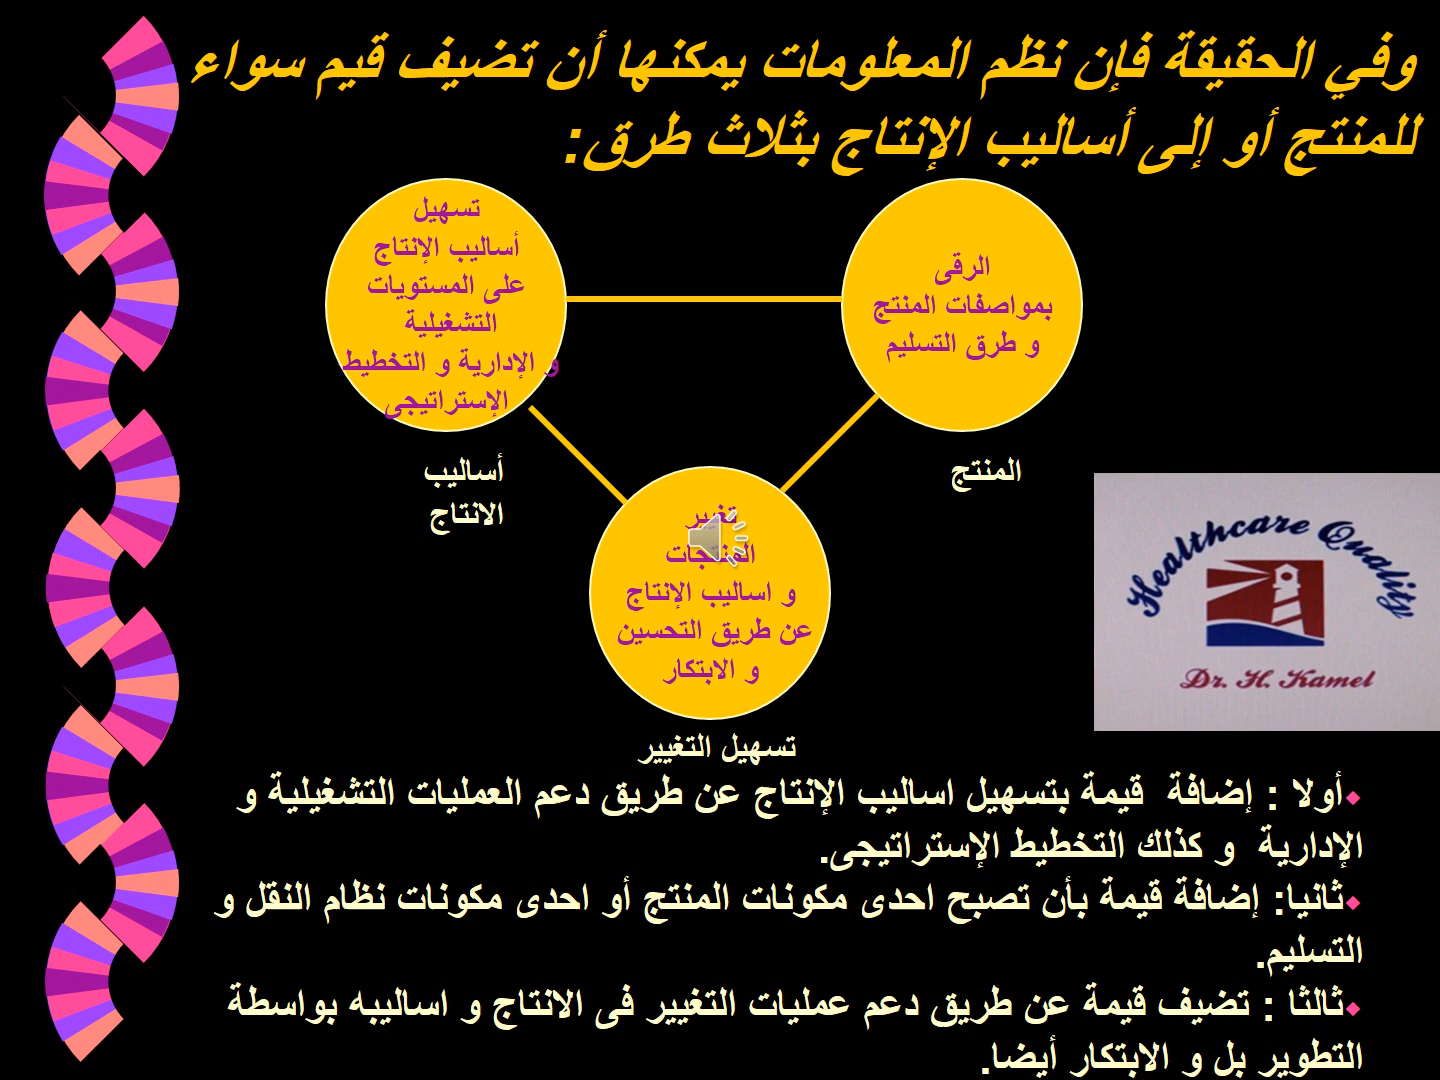 وفي الحقيقة فإن نظم المعلومات يمكنها أن تضيف قيم سواء
للمنتج أو إلى أساليب الإنتاج بثلاث طرق:
الرقى
بمواصفات المنتج
و طرق التسليم
المنتج
تسهيل
أساليب الإنتاج
على المستويات
التشغيلية
و الإدارية و التخطيط
الإستراتيجى
أساليب
الانتاج
تغيير
المنتجات
و اساليب الإنتاج
عن طريق التحسين
و الابتكار
تسهيل التغيير
Healthcare Quality
Dr. H. Kamel
أولا : إضافة قيمة بتسهيل اساليب الإنتاج عن طريق دعم العمليات التشغيلية و
الإدارية و كذلك التخطيط الإستراتيجى.
ثانيا: إضافة قيمة بأن تصبح احدى مكونات المنتج أو احدى مكونات نظام النقل و
التسليم.
ثالثا : تضيف قيمة عن طريق دعم عمليات التغيير فى الانتاج و اساليبه بواسطة
التطوير بل و الابتكار أيضا.